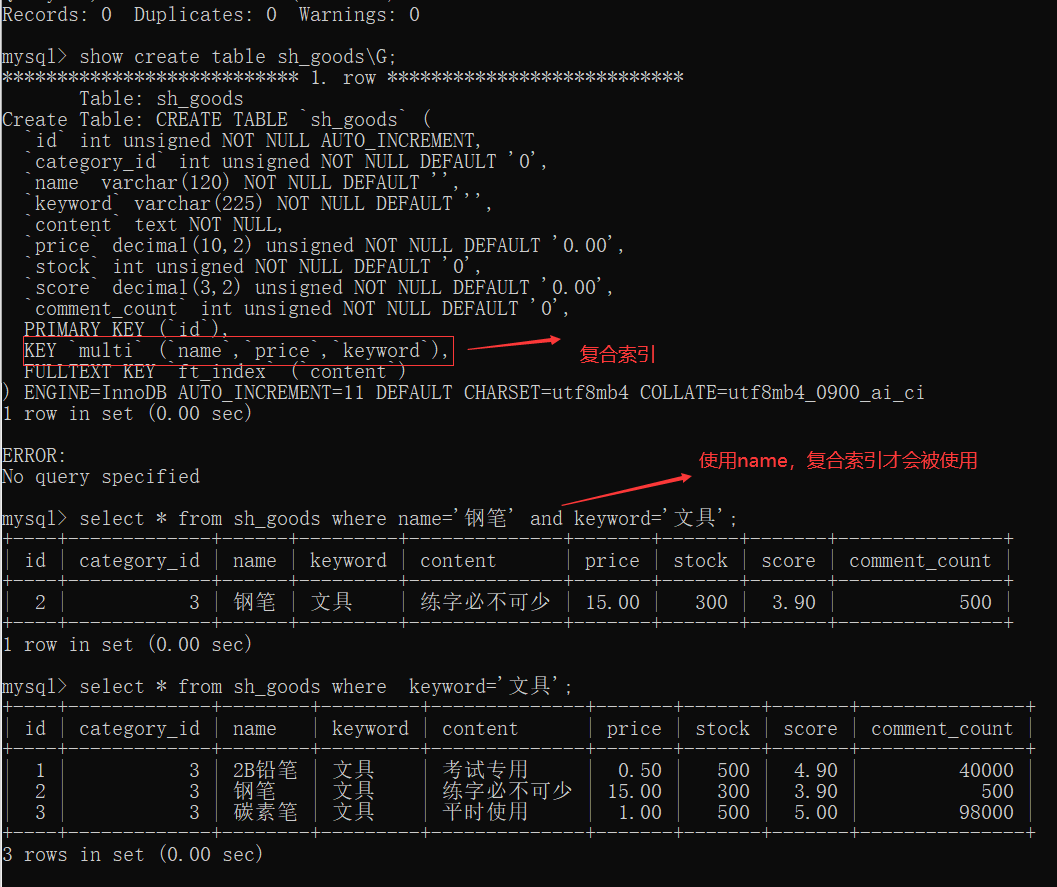 Records: 0  Duplicates: 0  Warnings: 0
mysql> show create table sh_goods\G;
*************************** 1. row ***************************
       Table: sh_goods
Create Table: CREATE TABLE `sh_goods` (
  `id` int unsigned NOT NULL AUTO_INCREMENT,
  `category_id` int unsigned NOT NULL DEFAULT '0',
  `name` varchar(120) NOT NULL DEFAULT '',
  `keyword` varchar(225) NOT NULL DEFAULT '',
  `content` text NOT NULL,
  `price` decimal(10,2) unsigned NOT NULL DEFAULT '0.00',
  `stock` int unsigned NOT NULL DEFAULT '0',
  `score` decimal(3,2) unsigned NOT NULL DEFAULT '0.00',
  `comment_count` int unsigned NOT NULL DEFAULT '0',
  PRIMARY KEY (`id`),
  KEY `multi` (`name`,`price`,`keyword`),
复合索引
  FULLTEXT KEY `ft_index` (`content`)
) ENGINE=InnoDB AUTO_INCREMENT=11 DEFAULT CHARSET=utf8mb4 COLLATE=utf8mb4_0900_ai_ci
1 row in set (0.00 sec)
ERROR:
No query specified
使用name，复合索引才会被使用
mysql> select * from sh_goods where name='钢笔' and keyword='文具';
| id | category_id | name | keyword | content | price | stock | score | comment_count |
| 2 | 3 | 钢笔 | 文具 | 练字必不可少 | 15.00 | 300 | 3.90 | 500 |
1 row in set (0.00 sec)
mysql> select * from sh_goods where  keyword='文具';
| id | category_id | name | keyword | content | price | stock | score | comment_count |
| 1 | 3 | 2B铅笔 | 文具 | 考试专用 | 0.50 | 500 | 4.90 | 40000 |
| 2 | 3 | 钢笔 | 文具 | 练字必不可少 | 15.00 | 300 | 3.90 | 500 |
| 3 | 3 | 碳素笔 | 文具 | 平时使用 | 1.00 | 500 | 5.00 | 98000 |
3 rows in set (0.00 sec)